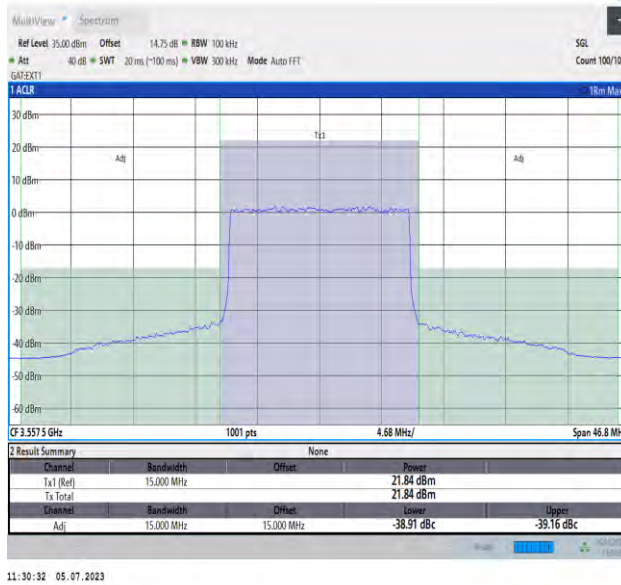 MultiView Spectrum
Ref Level 35.00 dBm Offset 14.75 dB RBW 100 kHz SGL
Att 40 dB SWT 20 ms (~100 ms) VBW 300 kHz Mode Auto FFT Count 100/10
GAT:EXT1
1 ACLR 1Rm Max
30 dBm
Tx1
20 dBm
Adj Adj
10 dBm
0 dBm
-10 dBm
-20 dBm
-30 dBm
-40 dBm
-50 dBm
-60 dBm
CF 3.5575 GHz 1001 pts 4.68 MHz/ Span 46.8 MH
2 Result Summary None
Channel Bandwidth Offset Power
Tx1 (Ref) 15.000 MHz 21.84 dBm
Tx Total 21.84 dBm
Channel Bandwidth Offset Lower Upper
Adj 15.000 MHz 15.000 MHz -38.91 dBc -39.16 dBc
11:30:32 05.07.2023